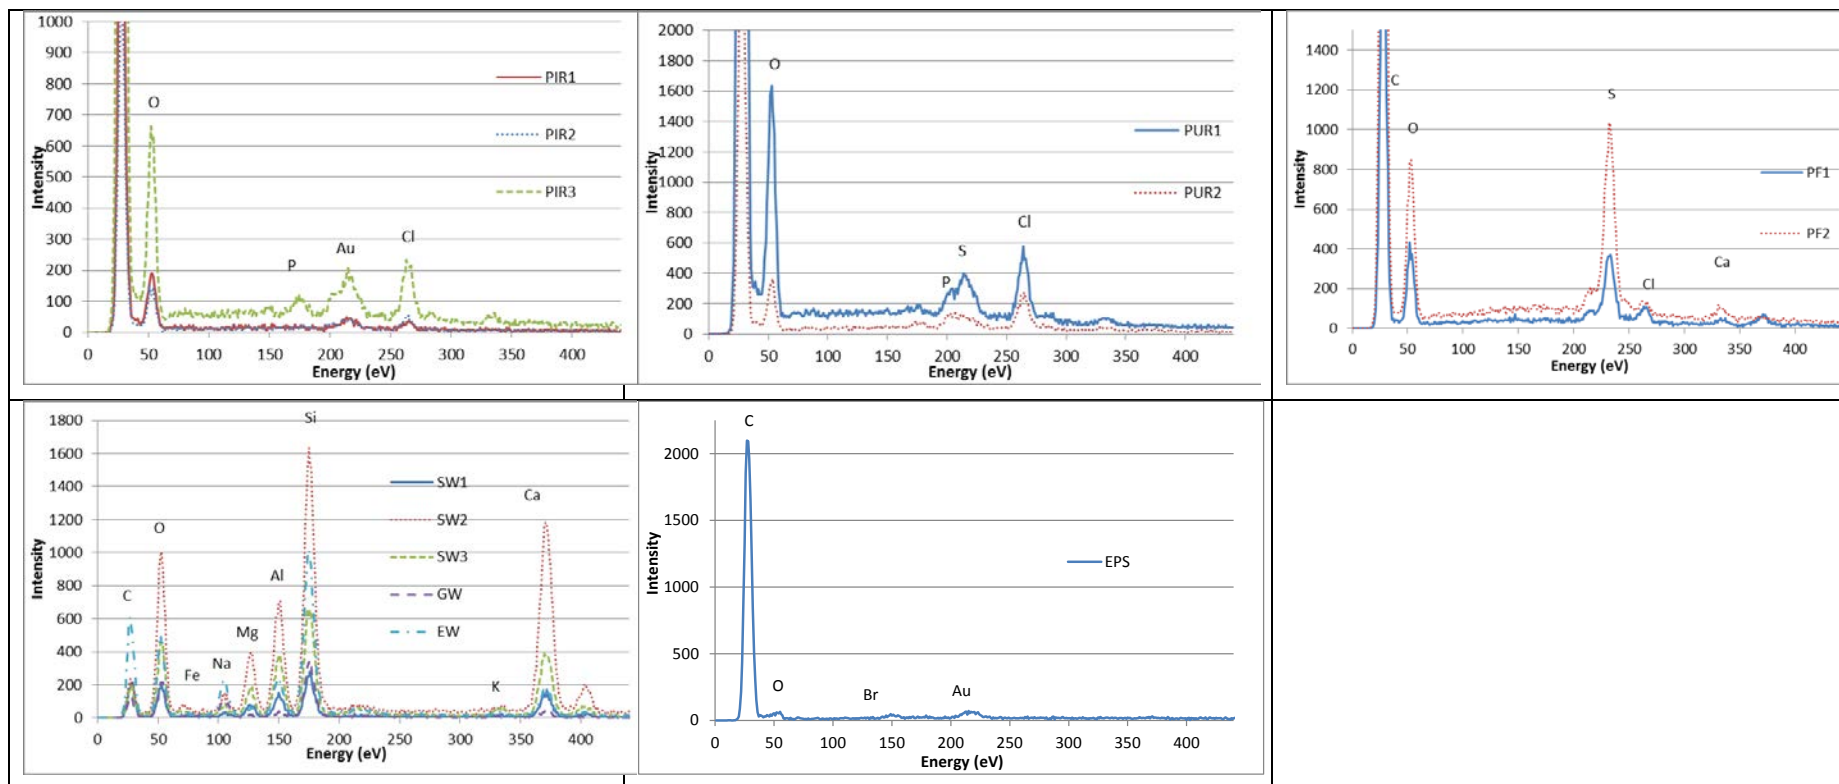 1000
900
800
700
600
500
400
300
200
100
0
Intensity
O
P
Au
Cl
PIR1
PIR2
PIR3
0 50 100 150 200 250 300 350 400
Energy (eV)
2000
1800
1600
1400
1200
1000
800
600
400
200
0
Intensity
O
P
S
Cl
PUR1
PUR2
0 50 100 150 200 250 300 350 400
Energy (eV)
1400
1200
1000
800
600
400
200
0
Intensity
C
O
S
Cl
Ca
PF1
PF2
0 50 100 150 200 250 300 350 400
Energy (eV)
1800
1600
1400
1200
1000
800
600
400
200
0
Intensity
C
O
Fe
Na
Mg
Al
Si
K
Ca
SW1
SW2
SW3
GW
EW
0 50 100 150 200 250 300 350 400
Energy (eV)
2000
1500
1000
500
0
Intensity
C
O
Br
Au
EPS
0 50 100 150 200 250 300 350 400
Energy (eV)